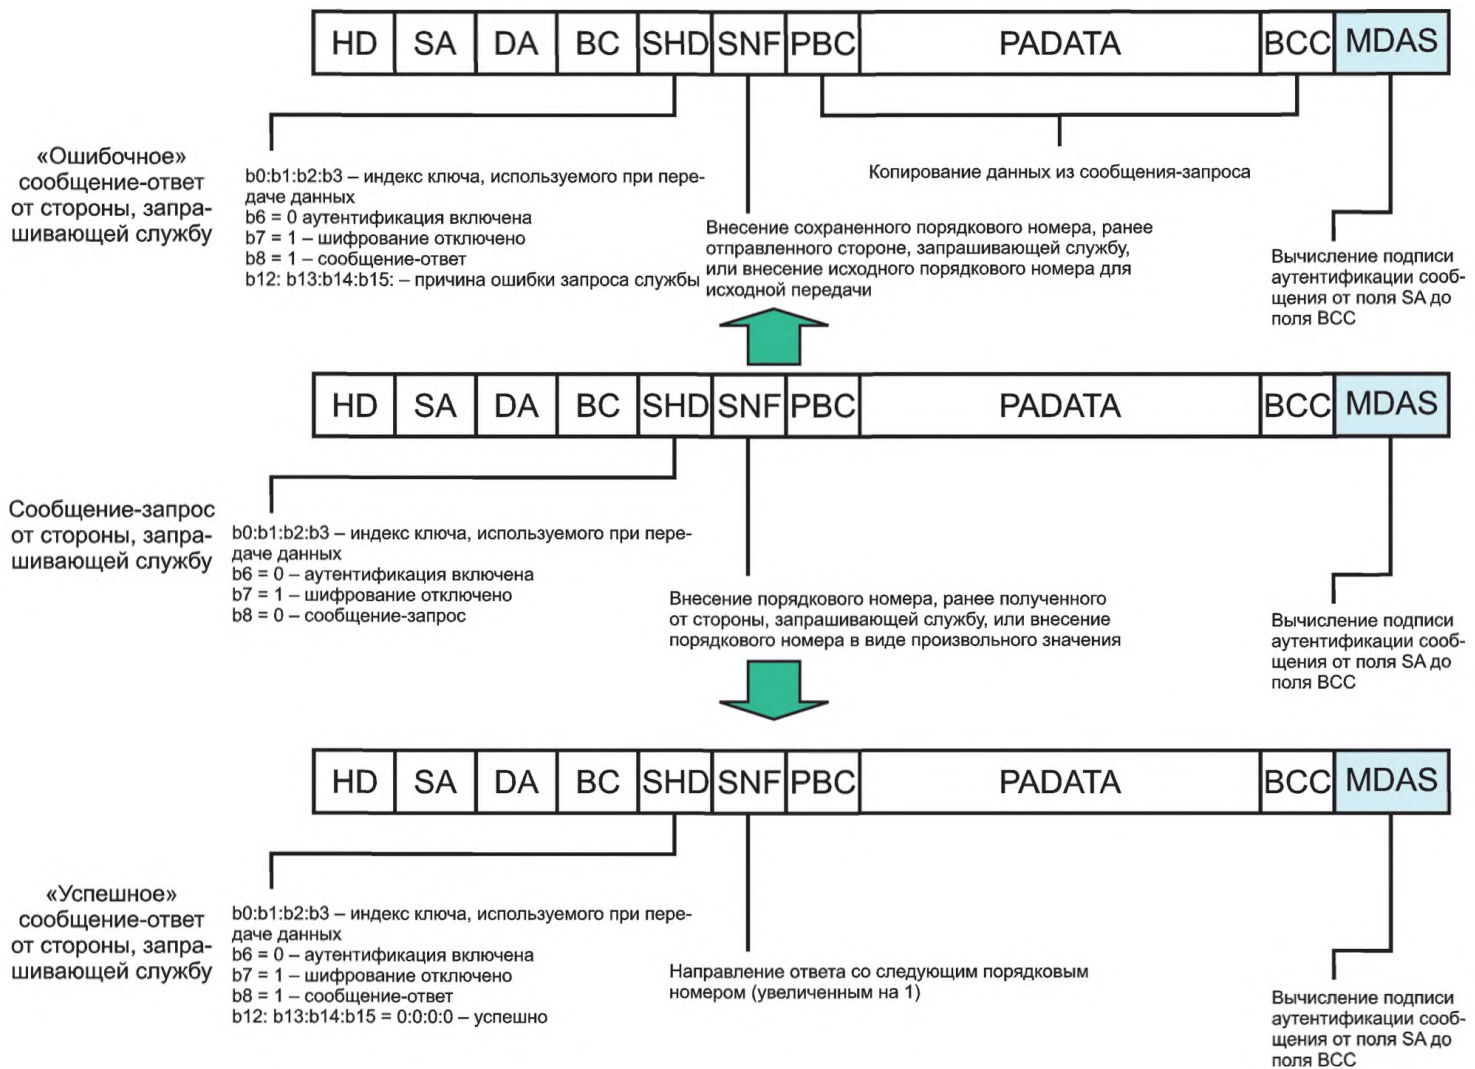 HD SA DA BC SHD SNF PBC PADATA BCC MDAS
«Ошибочное»
сообщение-ответ
от стороны, запра-
шивающей службу
b0:b1:b2:b3 – индекс ключа, используемого при пере-
даче данных
b6 = 0 аутентификация включена
b7 = 1 – шифрование отключено
b8 = 1 – сообщение-ответ
b12: b13:b14:b15: – причина ошибки запроса службы
Копирование данных из сообщения-запроса
Внесение сохраненного порядкового номера, ранее
отправленного стороне, запрашивающей службу,
или внесение исходного порядкового номера для
исходной передачи
Вычисление подписи
аутентификации сооб-
щения от поля SA до
поля BCC
HD SA DA BC SHD SNF PBC PADATA BCC MDAS
Сообщение-запрос
от стороны, запра-
шивающей службу
b0:b1:b2:b3 – индекс ключа, используемого при пере-
даче данных
b6 = 0 – аутентификация включена
b7 = 1 – шифрование отключено
b8 = 0 – сообщение-запрос
Внесение порядкового номера, ранее полученного
от стороны, запрашивающей службу, или внесение
порядкового номера в виде произвольного значения
Вычисление подписи
аутентификации сооб-
щения от поля SA до
поля BCC
HD SA DA BC SHD SNF PBC PADATA BCC MDAS
«Успешное»
сообщение-ответ
от стороны, запра-
шивающей службу
b0:b1:b2:b3 – индекс ключа, используемого при пере-
даче данных
b6 = 0 – аутентификация включена
b7 = 1 – шифрование отключено
b8 = 1 – сообщение-ответ
b12: b13:b14:b15 = 0:0:0:0 – успешно
Направление ответа со следующим порядковым
номером (увеличенным на 1)
Вычисление подписи
аутентификации сооб-
щения от поля SA до
поля BCC